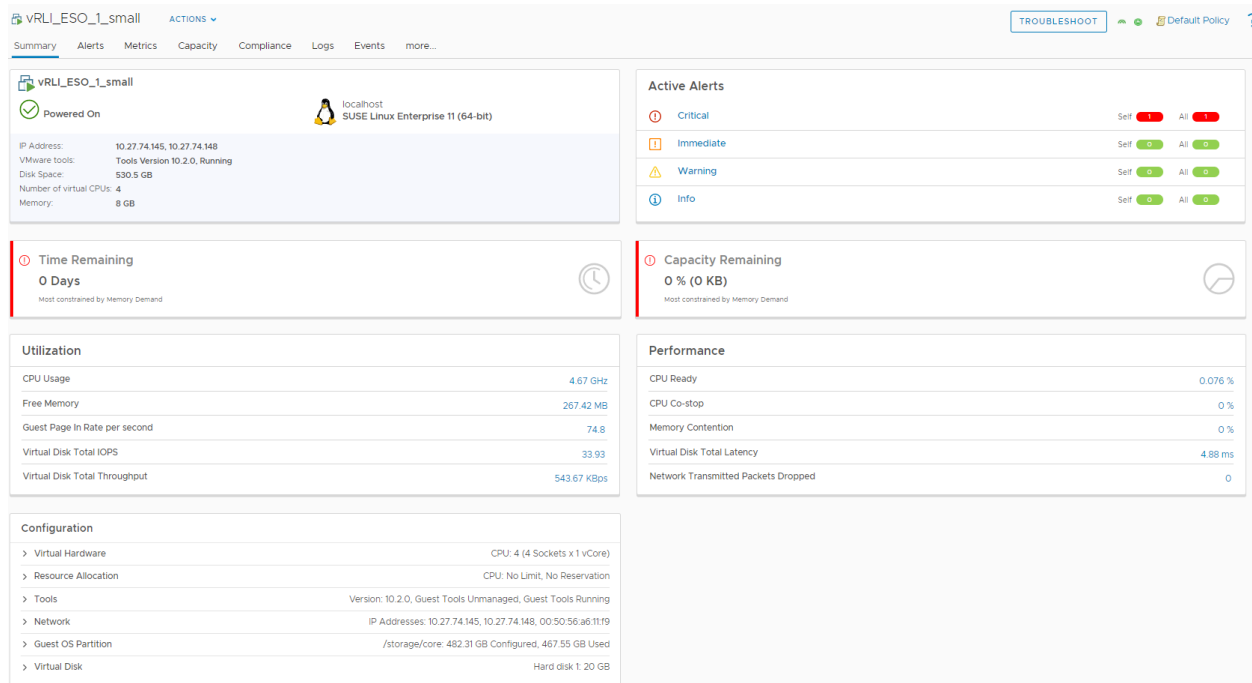 vRLI_ESO_1_small ACTIONS TROUBLESHOOT Default Policy
Summary Alerts Metrics Capacity Compliance Logs Events more...
vRLI_ESO_1_small
Powered On
localhost
SUSE Linux Enterprise 11 (64-bit)
IP Address: 10.27.74.145, 10.27.74.148
VMware tools: Tools Version 10.2.0, Running
Disk Space: 530.5 GB
Number of virtual CPUs: 4
Memory: 8 GB
Active Alerts
Critical Self 1 All 1
Immediate Self 0 All 0
Warning Self 0 All 0
Info Self 0 All 0
Time Remaining
0 Days
Most constrained by Memory Demand
Capacity Remaining
0 % (0 KB)
Most constrained by Memory Demand
Utilization
CPU Usage 4.67 GHz
Free Memory 267.42 MB
Guest Page In Rate per second 74.8
Virtual Disk Total IOPS 33.93
Virtual Disk Total Throughput 543.67 KBps
Performance
CPU Ready 0.076 %
CPU Co-stop 0 %
Memory Contention 0 %
Virtual Disk Total Latency 4.88 ms
Network Transmitted Packets Dropped 0
Configuration
Virtual Hardware CPU: 4 (4 Sockets x 1 vCore)
Resource Allocation CPU: No Limit, No Reservation
Tools Version: 10.2.0, Guest Tools Unmanaged, Guest Tools Running
Network IP Addresses: 10.27.74.145, 10.27.74.148, 00:50:56:a6:11:f9
Guest OS Partition /storage/core: 482.31 GB Configured, 467.55 GB Used
Virtual Disk Hard disk 1: 20 GB